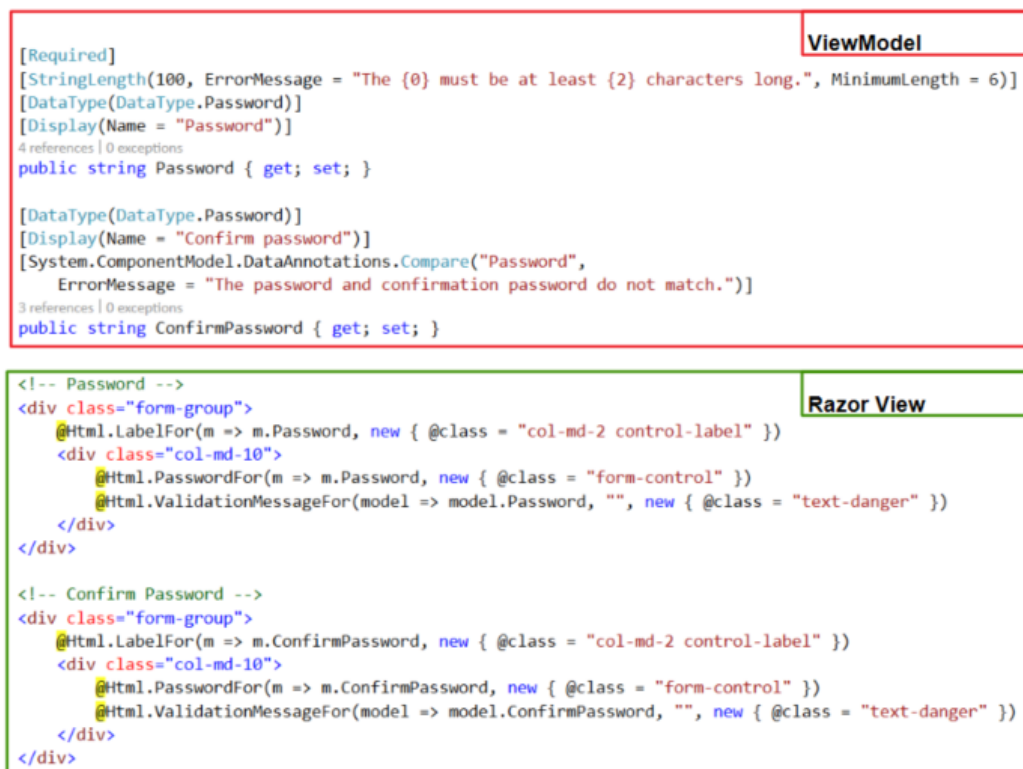 ViewModel
[Required]
[StringLength(100, ErrorMessage = "The {0} must be at least {2} characters long.", MinimumLength = 6)]
[DataType(DataType.Password)]
[Display(Name = "Password")]
4 references | 0 exceptions
public string Password { get; set; }
[DataType(DataType.Password)]
[Display(Name = "Confirm password")]
[System.ComponentModel.DataAnnotations.Compare("Password",
ErrorMessage = "The password and confirmation password do not match.")]
3 references | 0 exceptions
public string ConfirmPassword { get; set; }
<!-- Password -->
Razor View
<div class="form-group">
@Html.LabelFor(m => m.Password, new { @class = "col-md-2 control-label" })
<div class="col-md-10">
@Html.PasswordFor(m => m.Password, new { @class = "form-control" })
@Html.ValidationMessageFor(model => model.Password, "", new { @class = "text-danger" })
</div>
</div>
<!-- Confirm Password -->
<div class="form-group">
@Html.LabelFor(m => m.ConfirmPassword, new { @class = "col-md-2 control-label" })
<div class="col-md-10">
@Html.PasswordFor(m => m.ConfirmPassword, new { @class = "form-control" })
@Html.ValidationMessageFor(model => model.ConfirmPassword, "", new { @class = "text-danger" })
</div>
</div>